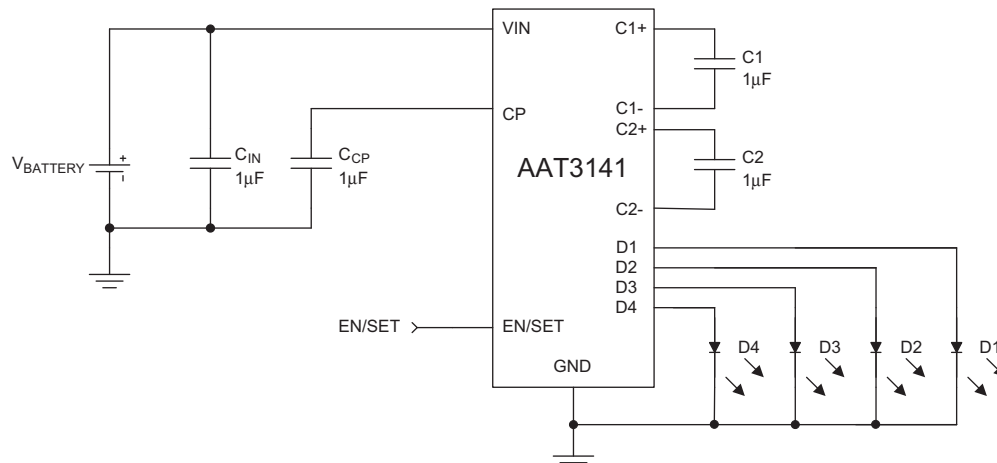 VIN
C1+
C1
1μF
C1-
CP
C2+
VBATTERY
+
-
CIN
1μF
CCP
1μF
AAT3141
C2
1μF
C2-
D1
D2
D3
D4
EN/SET
EN/SET
D4
D3
D2
D1
GND